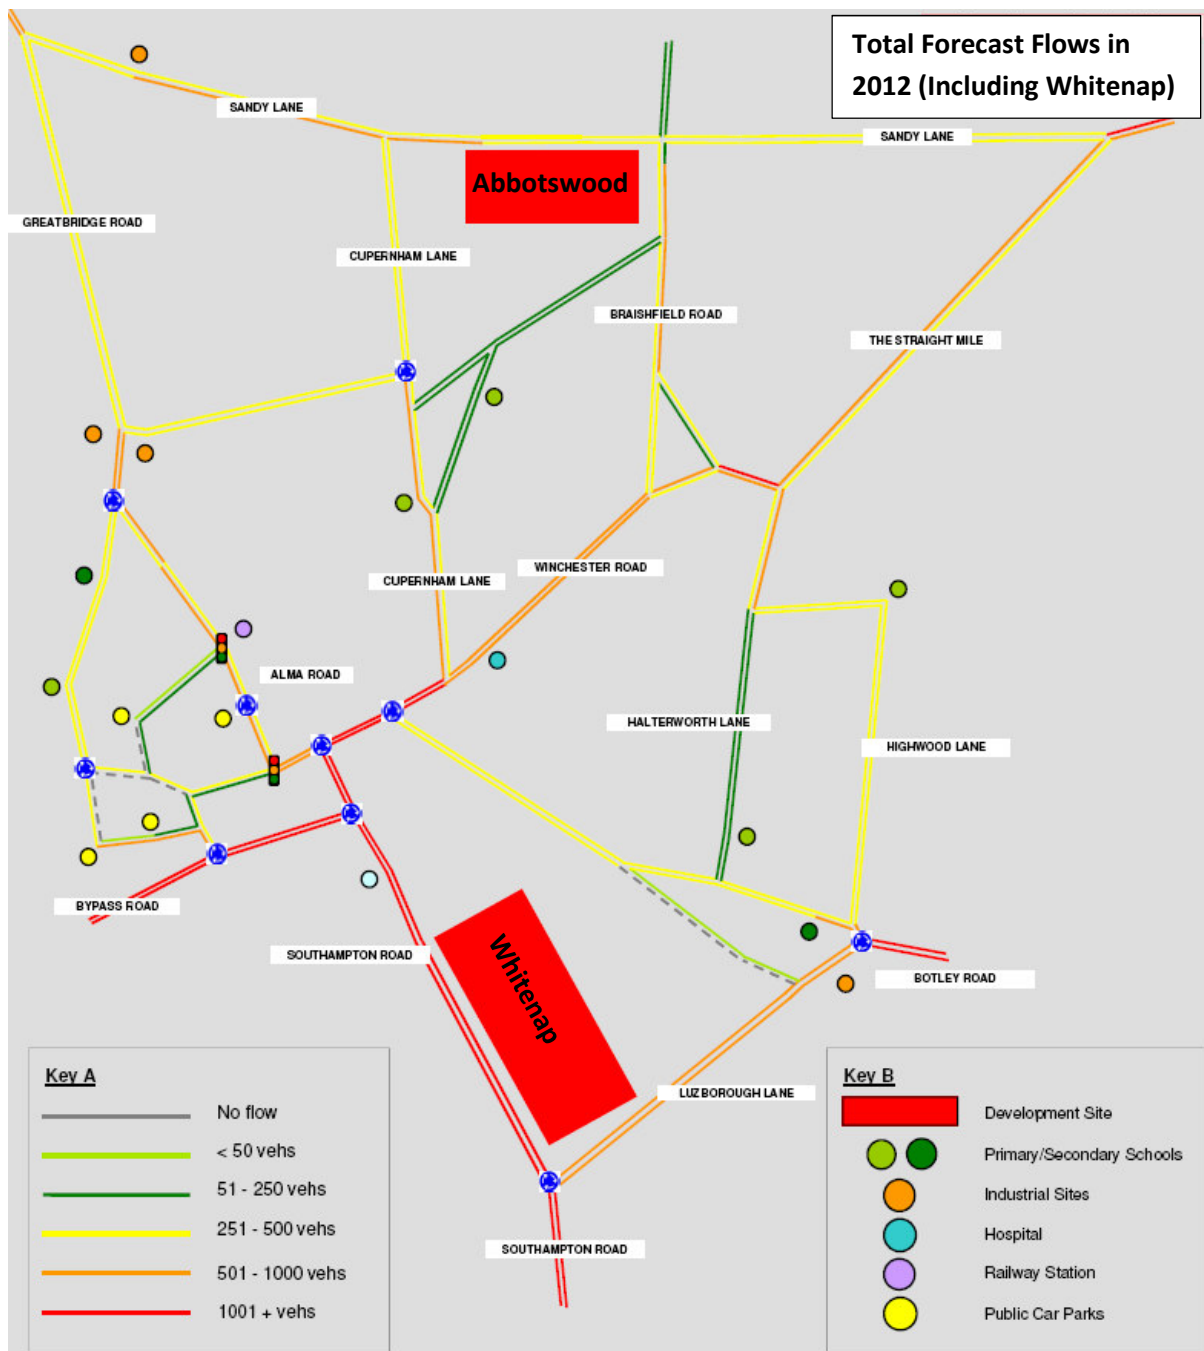 Total Forecast Flows in
2012 (Including Whitenap)
SANDY LANE
SANDY LANE
Abbotswood
GREATBRIDGE ROAD
CUPERNHAM LANE
BRAISHFIELD ROAD
THE STRAIGHT MILE
WINCHESTER ROAD
CUPERNHAM LANE
ALMA ROAD
HALTERWORTH LANE
HIGHWOOD LANE
BYPASS ROAD
SOUTHAMPTON ROAD
Whitenap
BOTLEY ROAD
LUZBOROUGH LANE
SOUTHAMPTON ROAD
Key A
No flow
< 50 vehs
51 - 250 vehs
251 - 500 vehs
501 - 1000 vehs
1001 + vehs
Key B
Development Site
Primary/Secondary Schools
Industrial Sites
Hospital
Railway Station
Public Car Parks